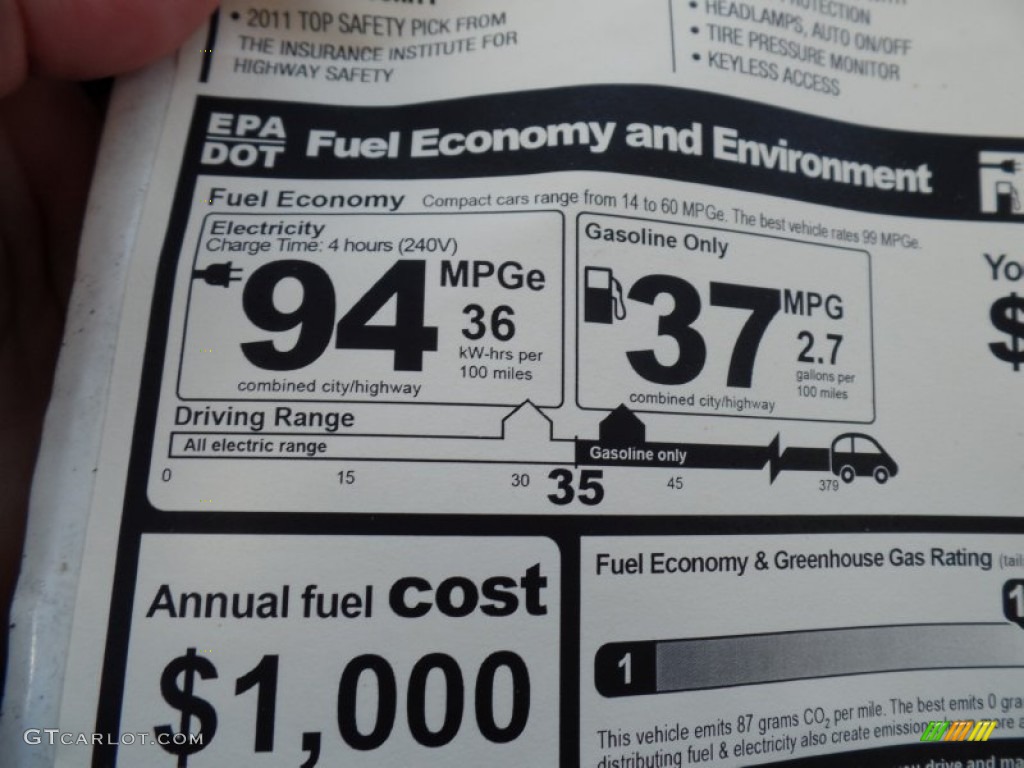 • 2011 TOP SAFETY PICK FROM
THE INSURANCE INSTITUTE FOR
HIGHWAY SAFETY
• HEADLAMPS, AUTO ON/OFF
• TIRE PRESSURE MONITOR
• KEYLESS ACCESS
EPA
DOT
Fuel Economy and Environment
Fuel Economy Compact cars range from 14 to 60 MPGe. The best vehicle rates 99 MPGe.
Electricity
Charge Time: 4 hours (240V)
94 MPGe
36
kW-hrs per
100 miles
combined city/highway
Gasoline Only
37 MPG
2.7
gallons per
100 miles
combined city/highway
$
Driving Range
All electric range
Gasoline only
0 15 30 35 45 379
Annual fuel cost
$1,000
Fuel Economy & Greenhouse Gas Rating
1
This vehicle emits 87 grams CO₂ per mile. The best emits 0
distributing fuel & electricity also create
drive and
GTCARLOT.COM